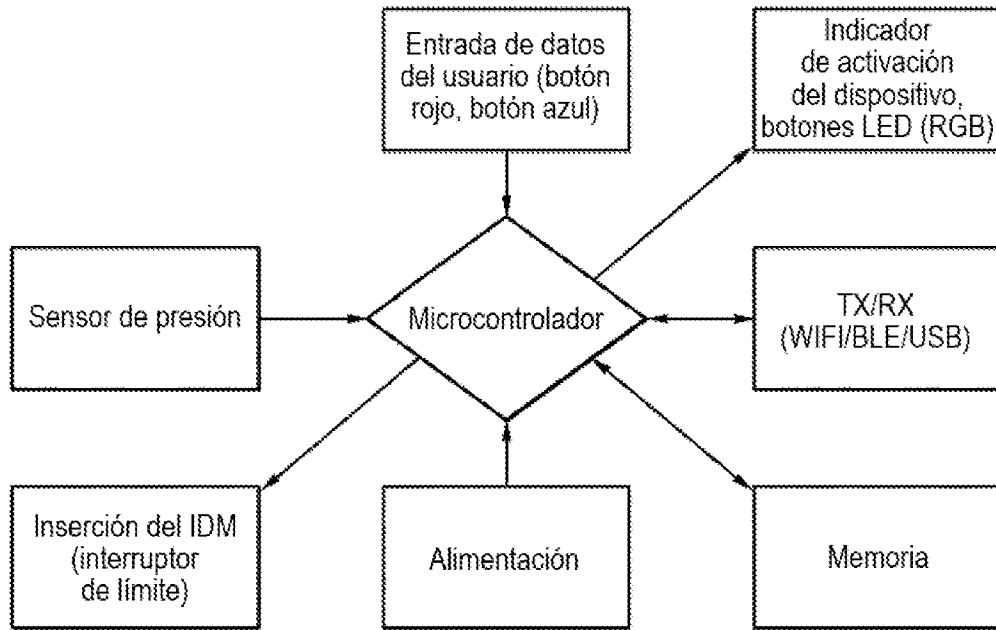 Entrada de datos
del usuario (botón
rojo, botón azul)
Indicador
de activación
del dispositivo,
botones LED (RGB)
Sensor de presión
Microcontrolador
TX/RX
(WIFI/BLE/USB)
Inserción del IDM
(interruptor
de límite)
Alimentación
Memoria